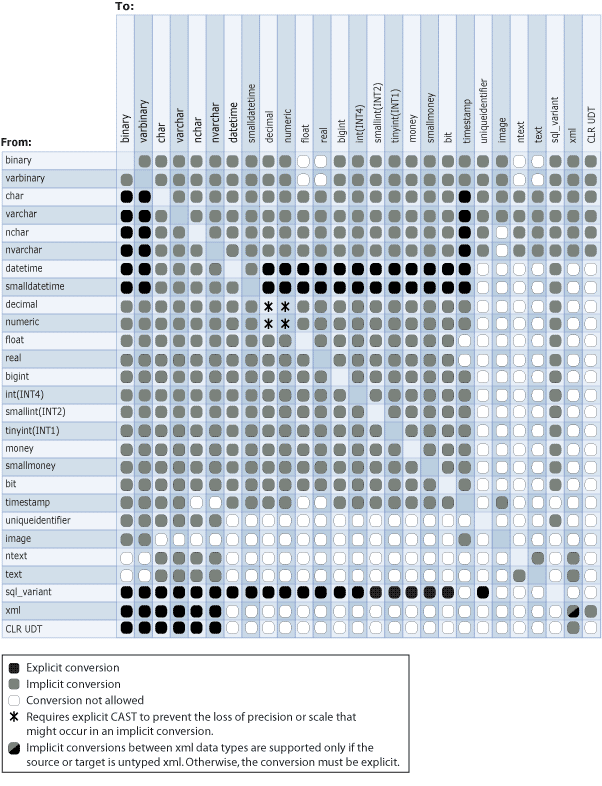 To:
binary
varbinary
char
varchar
nchar
nvarchar
datetime
smalldatetime
decimal
numeric
float
real
bigint
int(INT4)
smallint(INT2)
tinyint(INT1)
money
smallmoney
bit
timestamp
uniqueidentifier
image
ntext
text
sql_variant
xml
CLR UDT
From:
binary
varbinary
char
varchar
nchar
nvarchar
datetime
smalldatetime
decimal
numeric
float
real
bigint
int(INT4)
smallint(INT2)
tinyint(INT1)
money
smallmoney
bit
timestamp
uniqueidentifier
image
ntext
text
sql_variant
xml
CLR UDT
Explicit conversion
Implicit conversion
Conversion not allowed
Requires explicit CAST to prevent the loss of precision or scale that
might occur in an implicit conversion.
Implicit conversions between xml data types are supported only if the
source or target is untyped xml. Otherwise, the conversion must be explicit.